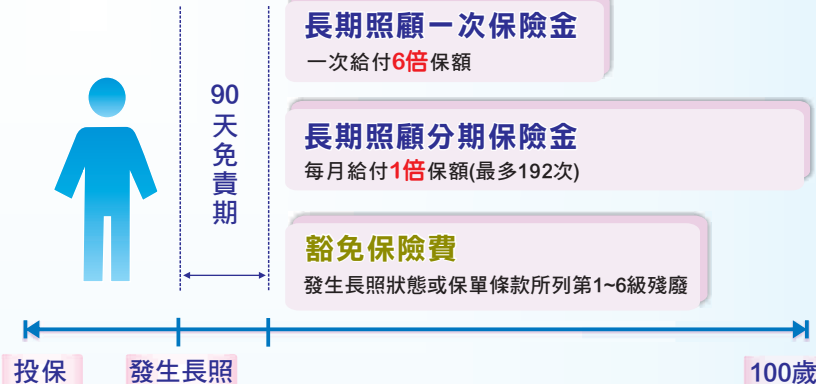 長期照顧一次保險金
一次給付6倍保額
90
天
免
責
期
長期照顧分期保險金
每月給付1倍保額(最多192次)
豁免保險費
發生長照狀態或保單條款所列第1~6級殘廢
投保
發生長照
100歲